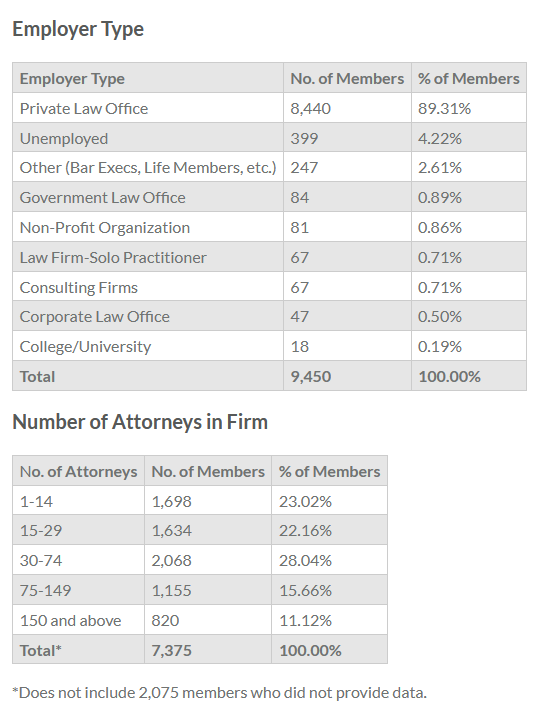 Employer Type
Employer Type No. of Members % of Members
Private Law Office 8,440 89.31%
Unemployed 399 4.22%
Other (Bar Execs, Life Members, etc.) 247 2.61%
Government Law Office 84 0.89%
Non-Profit Organization 81 0.86%
Law Firm-Solo Practitioner 67 0.71%
Consulting Firms 67 0.71%
Corporate Law Office 47 0.50%
College/University 18 0.19%
Total 9,450 100.00%
Number of Attorneys in Firm
No. of Attorneys No. of Members % of Members
1-14 1,698 23.02%
15-29 1,634 22.16%
30-74 2,068 28.04%
75-149 1,155 15.66%
150 and above 820 11.12%
Total* 7,375 100.00%
*Does not include 2,075 members who did not provide data.